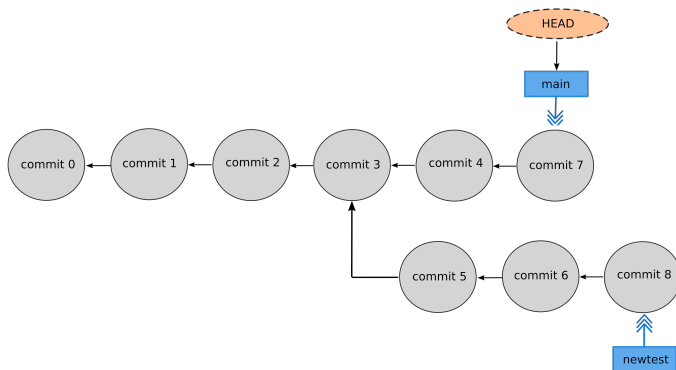 HEAD
main
commit 0
commit 1
commit 2
commit 3
commit 4
commit 7
commit 5
commit 6
commit 8
newtest